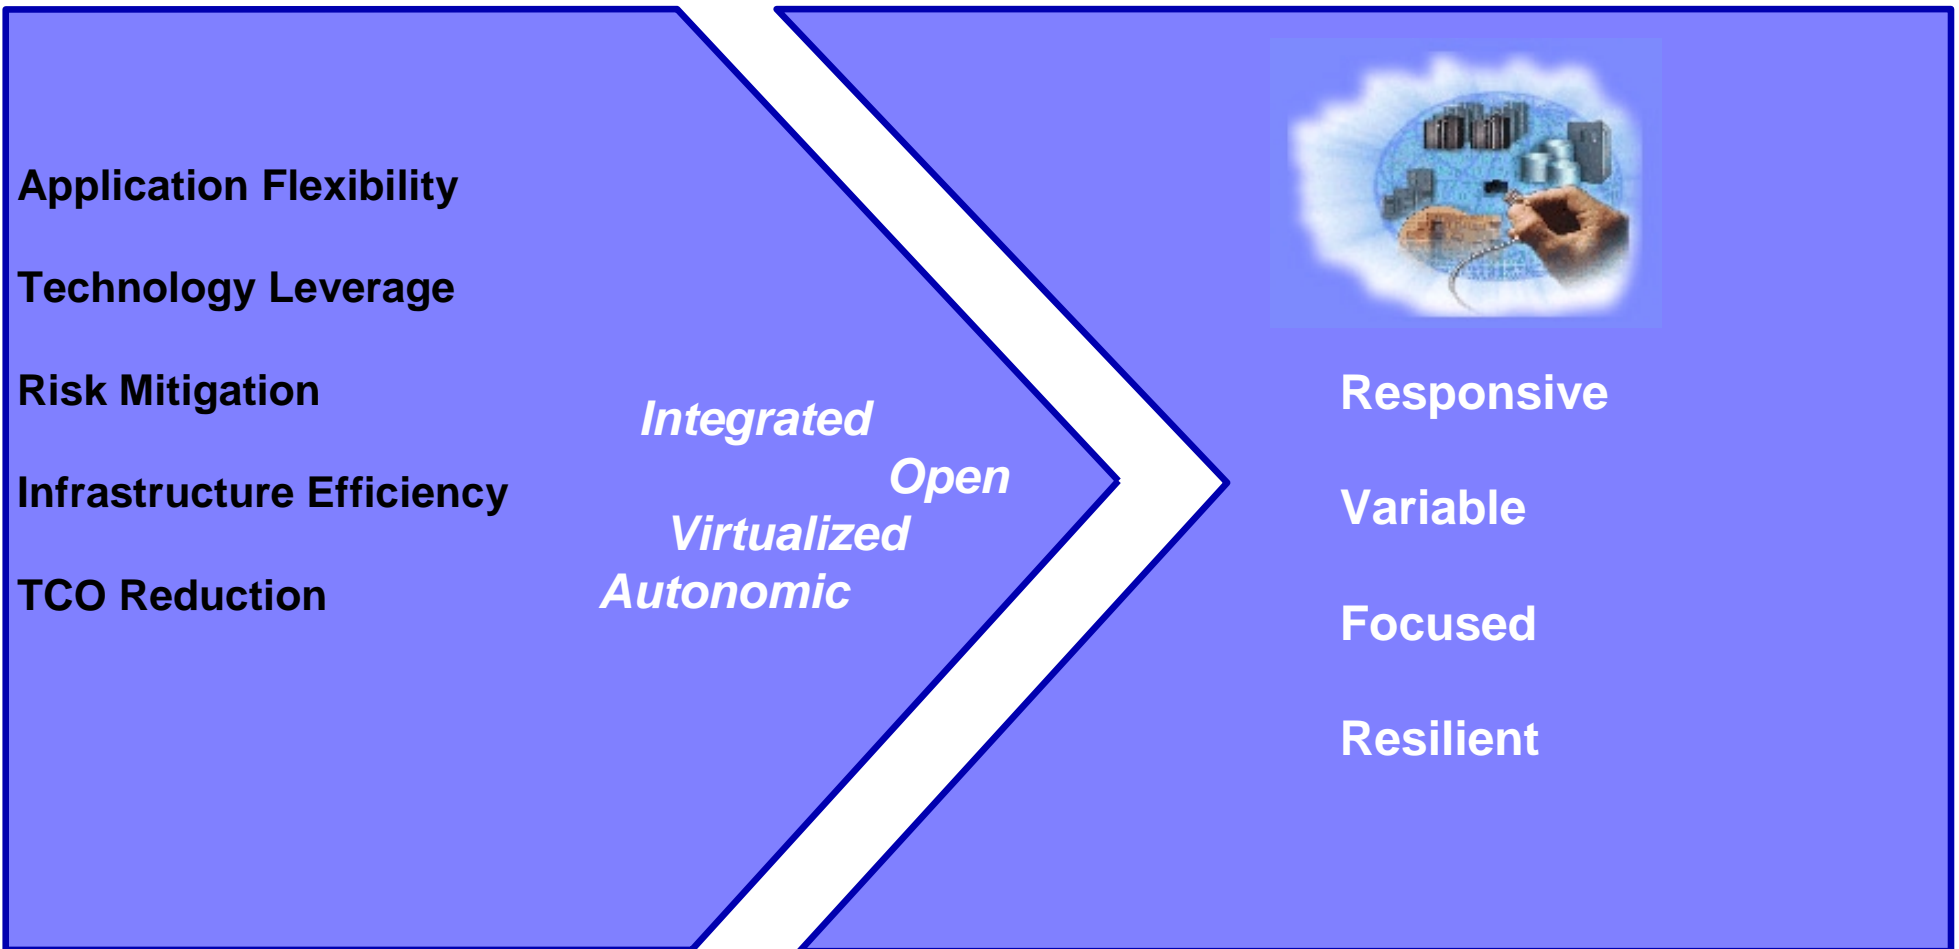 Application Flexibility
Technology Leverage
Risk Mitigation
Infrastructure Efficiency
TCO Reduction
Integrated
Open
Virtualized
Autonomic
Responsive
Variable
Focused
Resilient